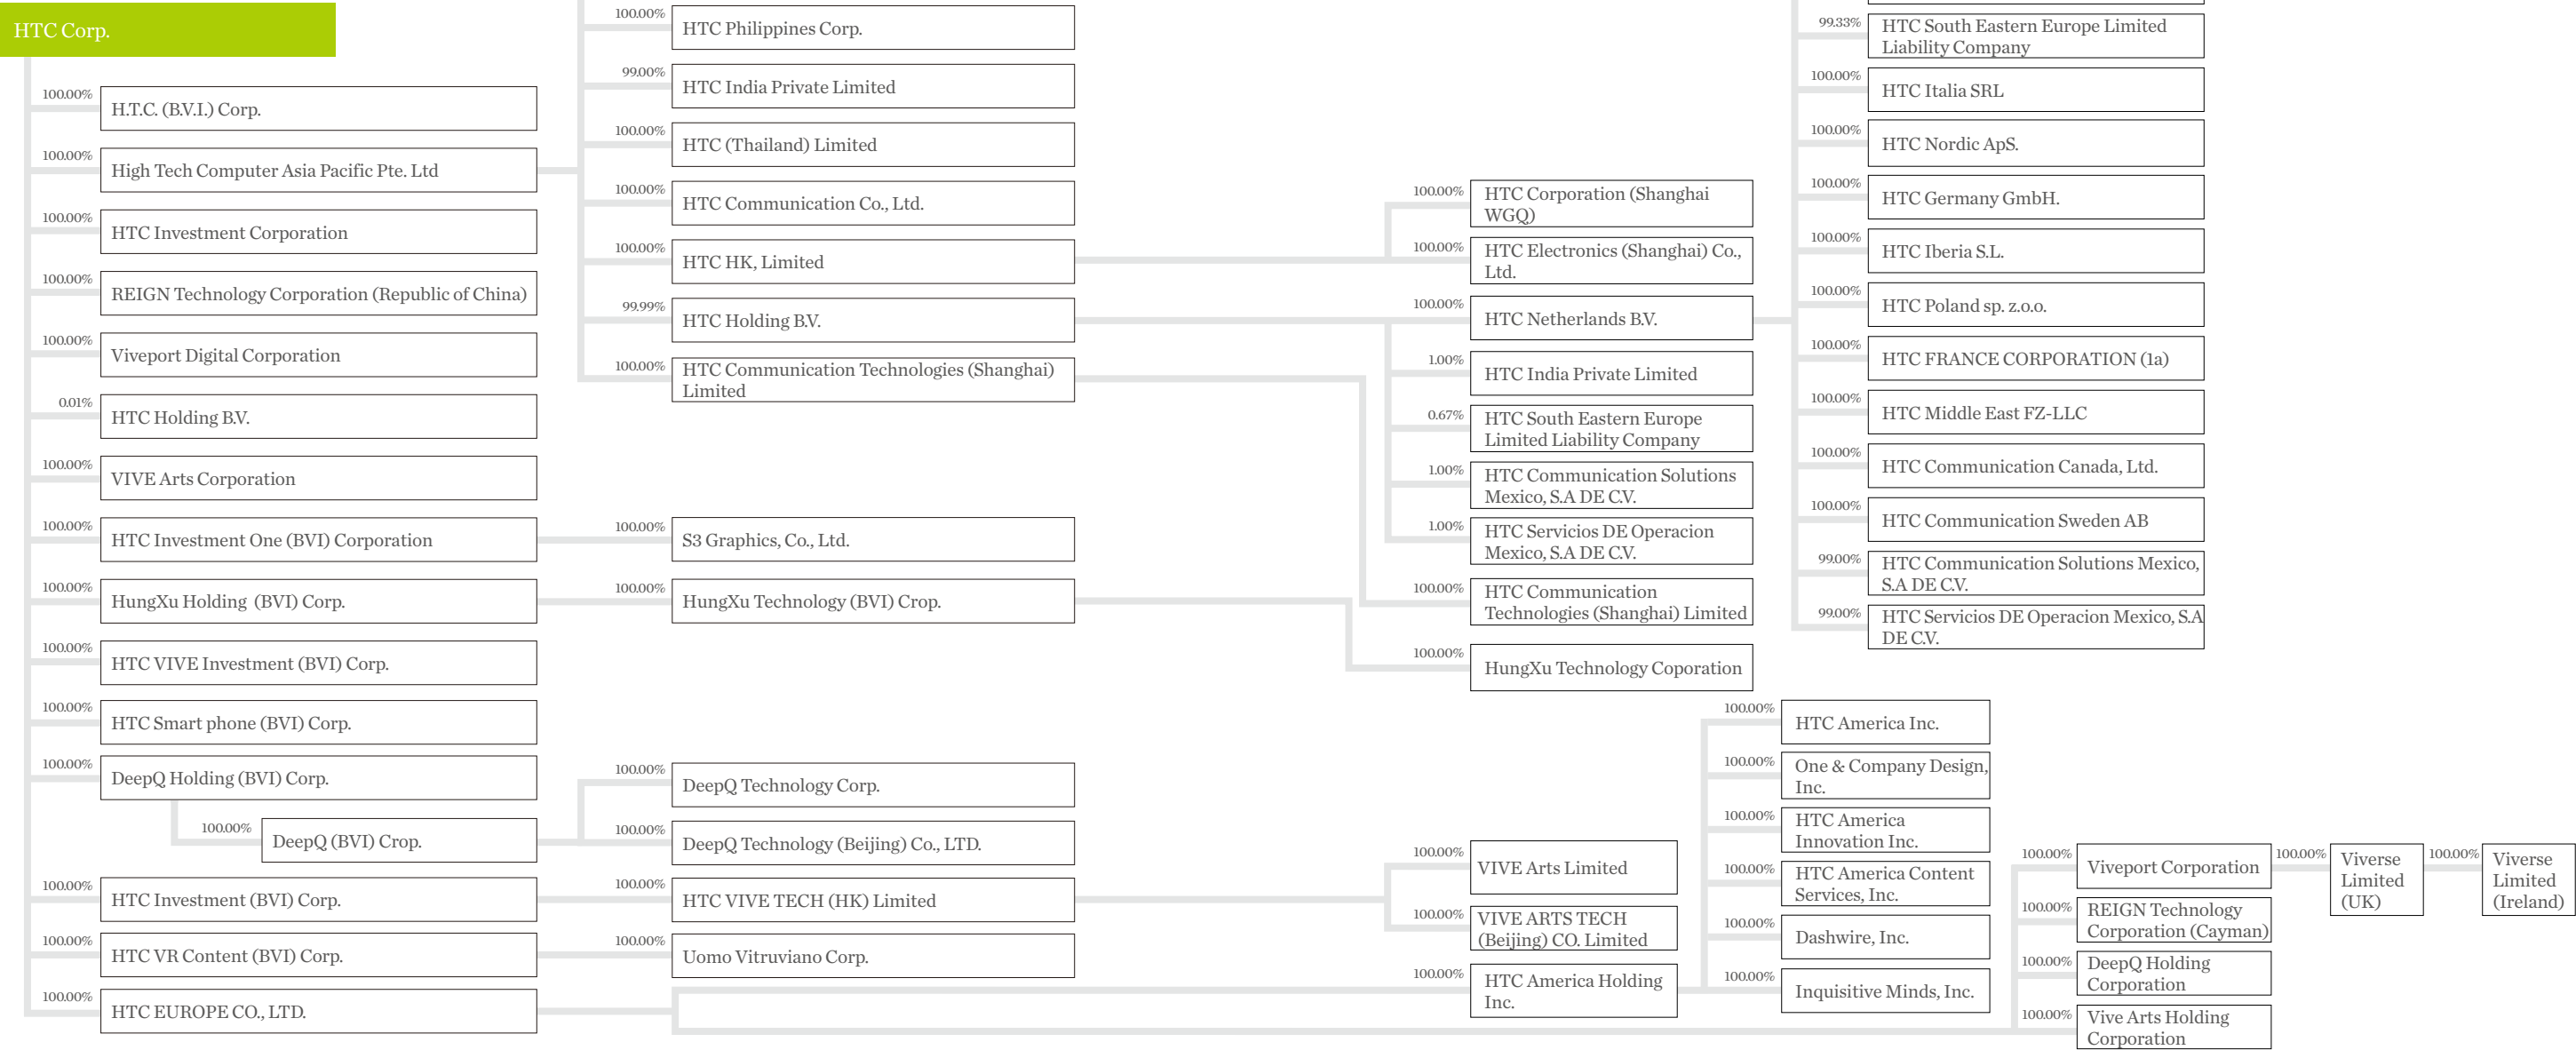 HTC Corp.
100.00%
H.T.C. (B.V.I.) Corp.
100.00%
High Tech Computer Asia Pacific Pte. Ltd
100.00%
HTC Investment Corporation
100.00%
REIGN Technology Corporation (Republic of China)
100.00%
Viveport Digital Corporation
0.01%
HTC Holding B.V.
100.00%
VIVE Arts Corporation
100.00%
HTC Investment One (BVI) Corporation
100.00%
HungXu Holding (BVI) Corp.
100.00%
HTC VIVE Investment (BVI) Corp.
100.00%
HTC Smart phone (BVI) Corp.
100.00%
DeepQ Holding (BVI) Corp.
100.00%
DeepQ (BVI) Crop.
100.00%
HTC Investment (BVI) Corp.
100.00%
HTC VR Content (BVI) Corp.
100.00%
HTC EUROPE CO., LTD.
100.00%
HTC Philippines Corp.
99.00%
HTC India Private Limited
100.00%
HTC (Thailand) Limited
100.00%
HTC Communication Co., Ltd.
100.00%
HTC HK, Limited
99.99%
HTC Holding B.V.
100.00%
HTC Communication Technologies (Shanghai)
Limited
100.00%
S3 Graphics, Co., Ltd.
100.00%
HungXu Technology (BVI) Crop.
100.00%
DeepQ Technology Corp.
100.00%
DeepQ Technology (Beijing) Co., LTD.
100.00%
HTC VIVE TECH (HK) Limited
100.00%
Uomo Vitruviano Corp.
100.00%
HTC Corporation (Shanghai
WGQ)
100.00%
HTC Electronics (Shanghai) Co.,
Ltd.
100.00%
HTC Netherlands B.V.
1.00%
HTC India Private Limited
0.67%
HTC South Eastern Europe
Limited Liability Company
1.00%
HTC Communication Solutions
Mexico, S.A DE C.V.
1.00%
HTC Servicios DE Operacion
Mexico, S.A DE C.V.
100.00%
HTC Communication
Technologies (Shanghai) Limited
100.00%
HungXu Technology Coporation
100.00%
VIVE Arts Limited
100.00%
VIVE ARTS TECH
(Beijing) CO. Limited
100.00%
HTC America Holding
Inc.
99.33%
HTC South Eastern Europe Limited
Liability Company
100.00%
HTC Italia SRL
100.00%
HTC Nordic ApS.
100.00%
HTC Germany GmbH.
100.00%
HTC Iberia S.L.
100.00%
HTC Poland sp. z.o.o.
100.00%
HTC FRANCE CORPORATION (1a)
100.00%
HTC Middle East FZ-LLC
100.00%
HTC Communication Canada, Ltd.
100.00%
HTC Communication Sweden AB
99.00%
HTC Communication Solutions Mexico,
S.A DE C.V.
99.00%
HTC Servicios DE Operacion Mexico, S.A
DE C.V.
100.00%
HTC America Inc.
100.00%
One & Company Design,
Inc.
100.00%
HTC America
Innovation Inc.
100.00%
HTC America Content
Services, Inc.
100.00%
Dashwire, Inc.
100.00%
Inquisitive Minds, Inc.
100.00%
Viveport Corporation
100.00%
REIGN Technology
Corporation (Cayman)
100.00%
DeepQ Holding
Corporation
100.00%
Vive Arts Holding
Corporation
100.00%
Viverse
Limited
(UK)
100.00%
Viverse
Limited
(Ireland)